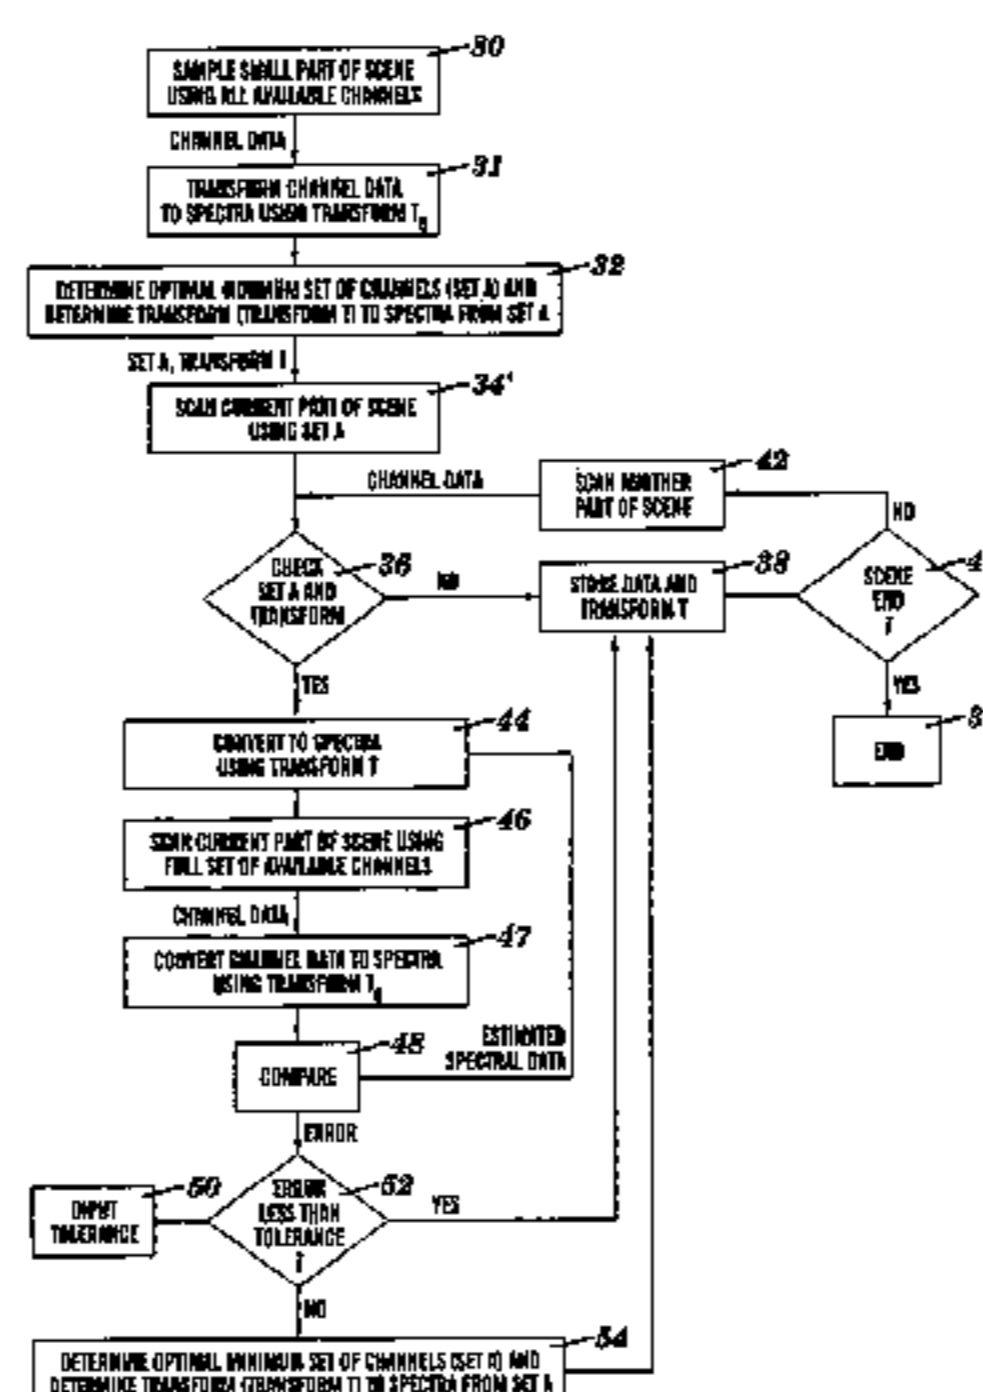 30
SAMPLE SMALL PART OF SCENE
USING ALL AVAILABLE CHANNELS
CHANNEL DATA
31
TRANSFORM CHANNEL DATA
TO SPECTRA USING TRANSFORM T
32
DETERMINE OPTIMAL MINIMUM SET OF CHANNELS (SET A) AND
DETERMINE TRANSFORM (TRANSFORM T) TO SPECTRA FROM SET A
SET A, TRANSFORM T
34'
SCAN CURRENT PART OF SCENE
USING SET A
42
CHANNEL DATA
SCAN ANOTHER
PART OF SCENE
NO
36
CHECK
SET A AND
TRANSFORM
NO
38
STORE DATA AND
TRANSFORM T
4
SCENE
END
?
YES
YES
44
CONVERT TO SPECTRA
USING TRANSFORM T
END
46
SCAN CURRENT PART OF SCENE USING
FULL SET OF AVAILABLE CHANNELS
CHANNEL DATA
47
CONVERT CHANNEL DATA TO SPECTRA
USING TRANSFORM T
48
COMPARE
ESTIMATED
SPECTRAL DATA
ERROR
50
INPUT
TOLERANCE
52
ERROR
LESS THAN
TOLERANCE
?
YES
NO
54
DETERMINE OPTIMAL MINIMUM SET OF CHANNELS (SET A) AND
DETERMINE TRANSFORM (TRANSFORM T) TO SPECTRA FROM SET A